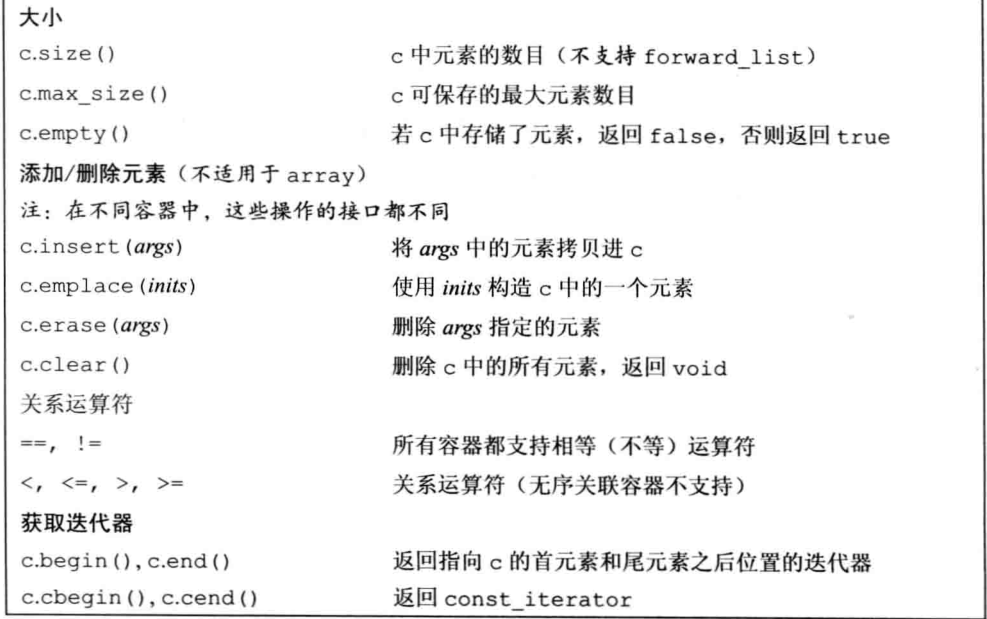 大小
c.size() c 中元素的数目（不支持 forward_list）
c.max_size() c 可保存的最大元素数目
c.empty() 若 c 中存储了元素，返回 false，否则返回 true
添加/删除元素（不适用于 array）
注：在不同容器中，这些操作的接口都不同
c.insert(args) 将 args 中的元素拷贝进 c
c.emplace(inits) 使用 inits 构造 c 中的一个元素
c.erase(args) 删除 args 指定的元素
c.clear() 删除 c 中的所有元素，返回 void
关系运算符
==, != 所有容器都支持相等（不等）运算符
<, <=, >, >= 关系运算符（无序关联容器不支持）
获取迭代器
c.begin(),c.end() 返回指向 c 的首元素和尾元素之后位置的迭代器
c.cbegin(),c.cend() 返回 const_iterator